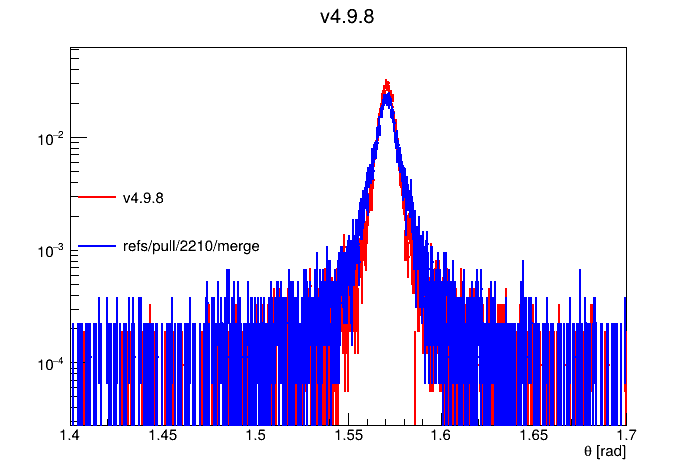 v4.9.8
10⁻²
v4.9.8
refs/pull/2210/merge
10⁻³
10⁻⁴
1.4 1.45 1.5 1.55 1.6 1.65 1.7
θ [rad]